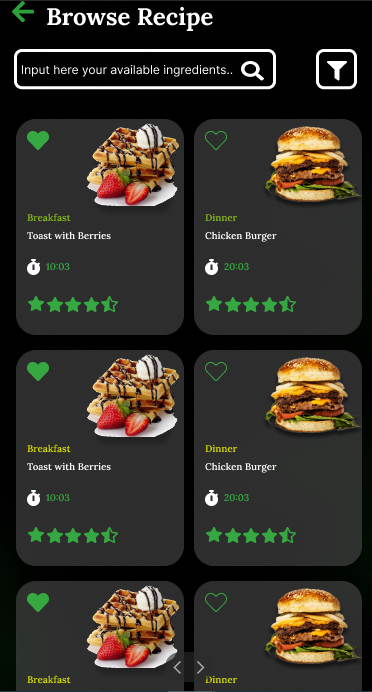 Browse Recipe
Input here your available ingredients..
Breakfast
Toast with Berries
10:03
Dinner
Chicken Burger
20:03
Breakfast
Toast with Berries
10:03
Dinner
Chicken Burger
20:03
Breakfast
Dinner